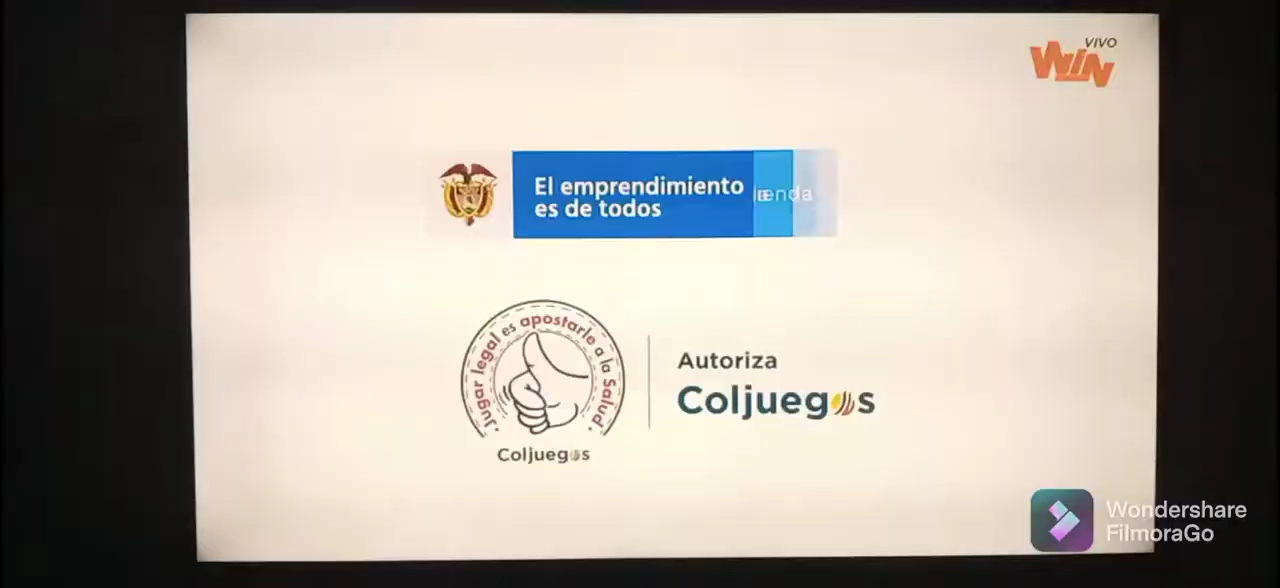 VIVO
WIN
El emprendimiento
es de todos
Jugar legal es apostarle a la Salud
Coljuegos
Autoriza
Coljuegos
Wondershare
FilmoraGo